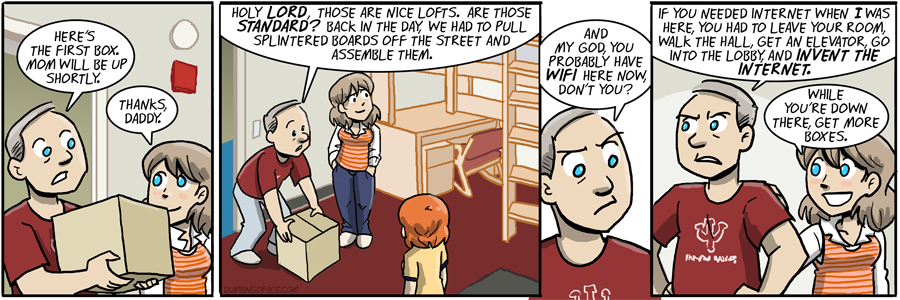 HERE'S
THE FIRST BOX.
MOM WILL BE UP
SHORTLY.
THANKS,
DADDY.
HOLY LORD, THOSE ARE NICE LOFTS. ARE THOSE
STANDARD? BACK IN THE DAY, WE HAD TO PULL
SPLINTERED BOARDS OFF THE STREET AND
ASSEMBLE THEM.
DUMBINGOFAGE.COM
AND
MY GOD, YOU
PROBABLY HAVE
WIFI HERE NOW,
DON'T YOU?
IF YOU NEEDED INTERNET WHEN I WAS
HERE, YOU HAD TO LEAVE YOUR ROOM,
WALK THE HALL, GET AN ELEVATOR, GO
INTO THE LOBBY, AND INVENT THE
INTERNET.
WHILE
YOU'RE DOWN
THERE, GET MORE
BOXES.